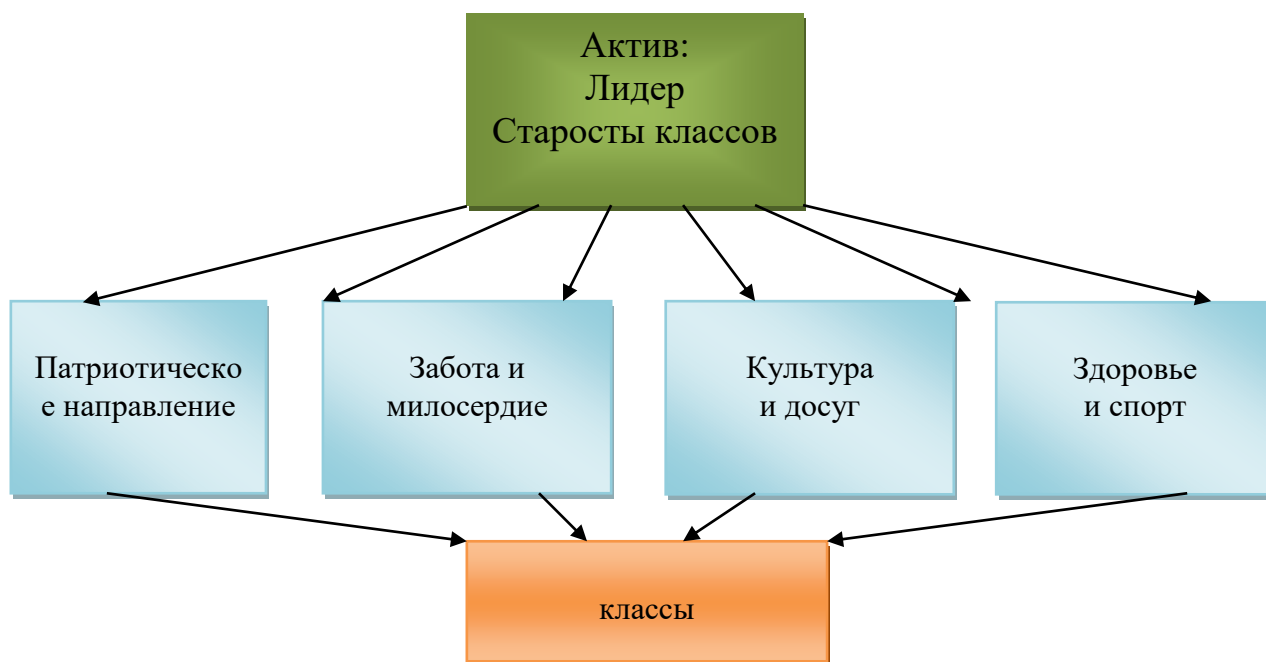 Актив:
Лидер
Старосты классов
Патриотическо
е направление
Забота и
милосердие
Культура
и досуг
Здоровье
и спорт
классы